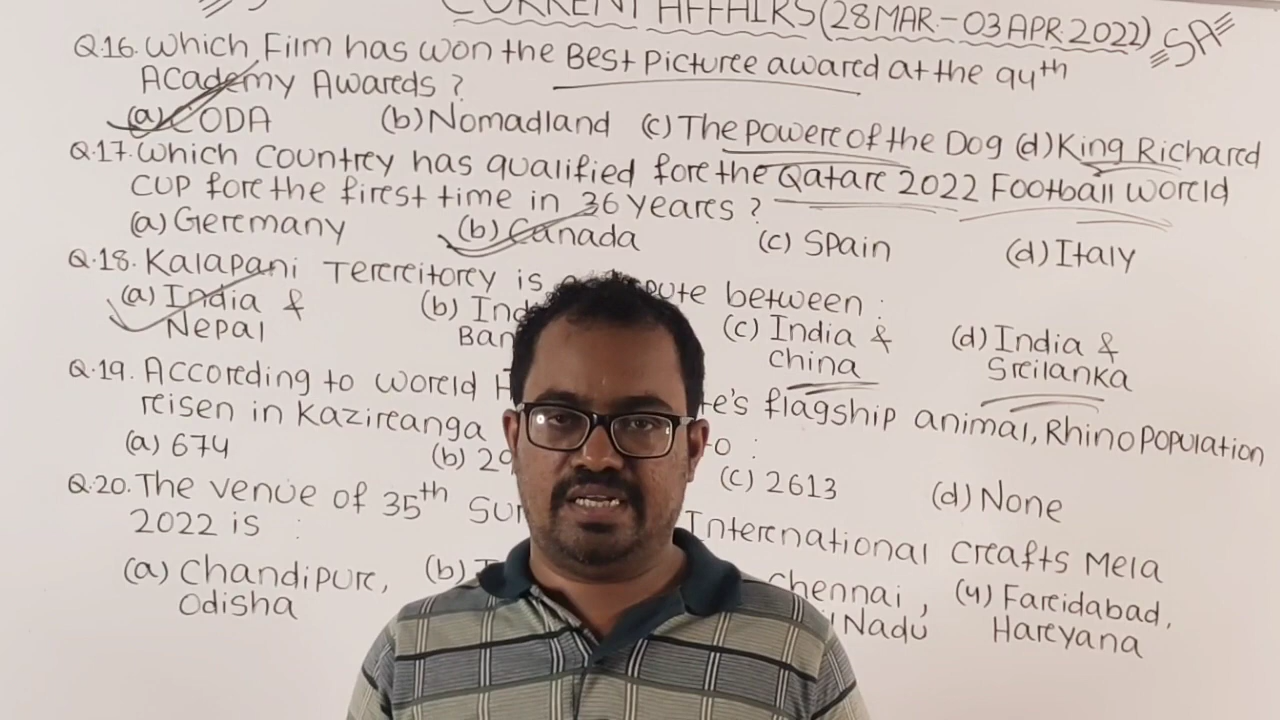 CURRENT AFFAIRS (28 MAR.-03 APR. 2022) SA
Q.16. Which Film has won the Best Picture award at the 94th
Academy Awards ?
(a) CODA (b) Nomadland (c) The Power of the Dog (d) King Richard
Q.17. Which Country has qualified for the Qatar 2022 Football World
Cup for the first time in 36 years ?
(a) Germany (b) Canada (c) Spain (d) Italy
Q.18. Kalapani Territory is between :
(a) India & (b) (c) India & (d) India &
Nepal China Srilanka
Q.19. According to World flagship animal, Rhino Population
risen in Kaziranga :
(a) 674 (b) (c) 2613 (d) None
Q.20. The venue of 35th International Crafts Mela
2022 is :
(a) Chandipur, (b) Chennai, (4) Faridabad,
Odisha Nadu Haryana